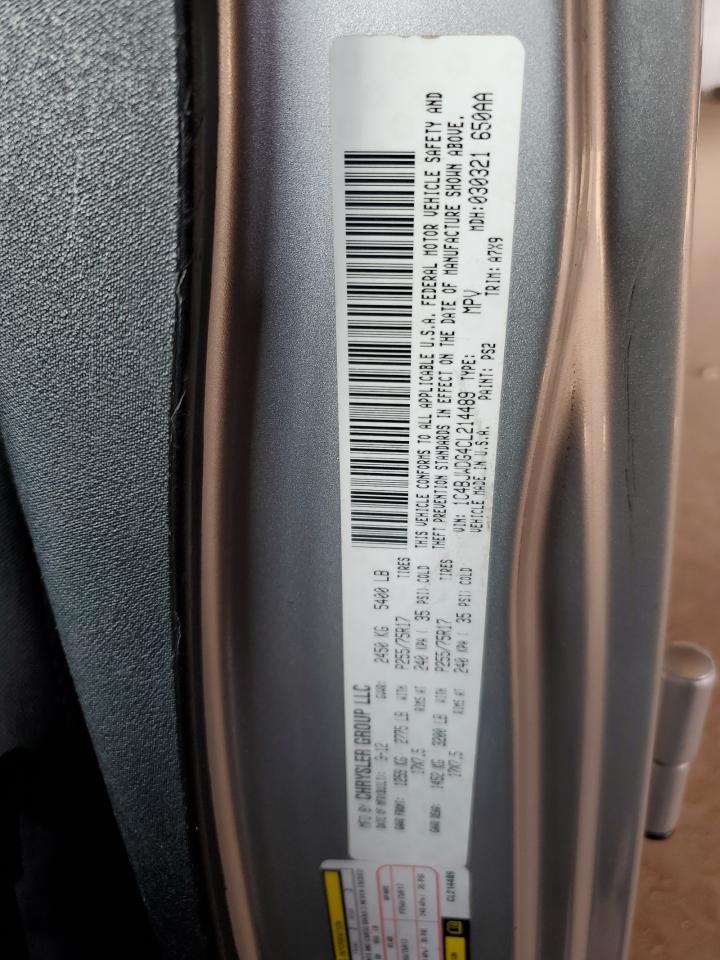 MFG BY: CHRYSLER GROUP LLC
DATE OF MFR(BUILT): 3-12 GVWR: 2450 KG 5400 LB
GAWR FRONT: 1259 KG 2775 LB WITH P255/75R17 TIRES
17X7.5 RIMS AT 240 KPA ( 35 PSI) COLD
GAWR REAR: 1452 KG 3200 LB WITH P255/75R17 TIRES
17X7.5 RIMS AT 240 KPA ( 35 PSI) COLD
THIS VEHICLE CONFORMS TO ALL APPLICABLE U.S.A. FEDERAL MOTOR VEHICLE SAFETY AND
THEFT PREVENTION STANDARDS IN EFFECT ON THE DATE OF MANUFACTURE SHOWN ABOVE.
VIN: 1C4BJWDG4CL214489 TYPE: MPV MDH: 030321 650AA
VEHICLE MADE IN U.S.A. PAINT: PS2 TRIM: A7X9
CL214489